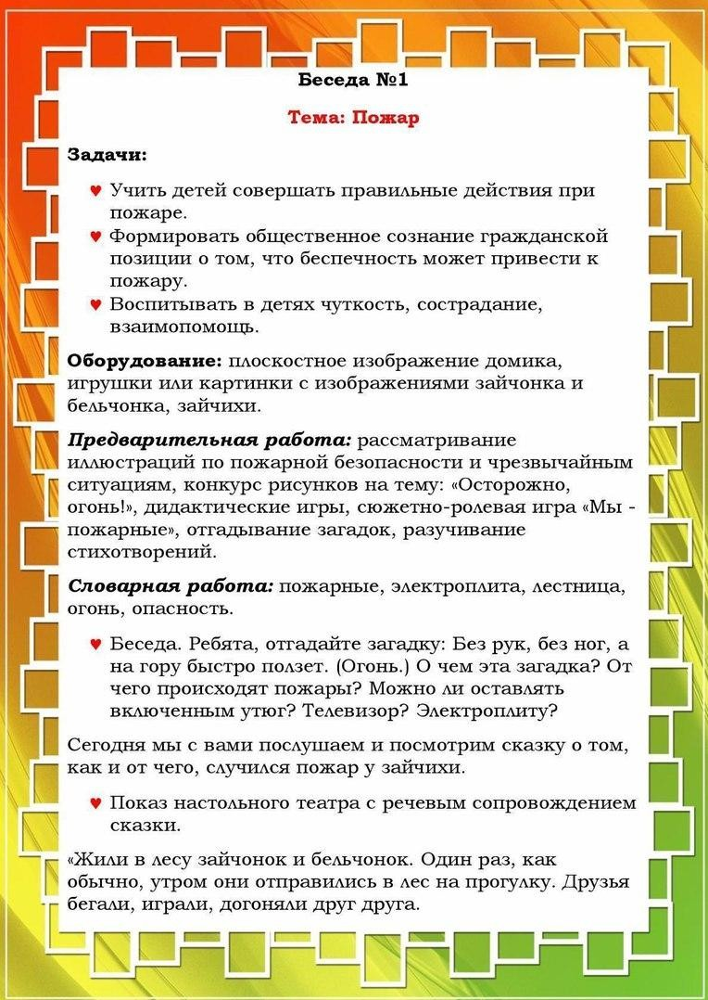 Беседа №1
Тема: Пожар
Задачи:
♥ Учить детей совершать правильные действия при
пожаре.
♥ Формировать общественное сознание гражданской
позиции о том, что беспечность может привести к
пожару.
♥ Воспитывать в детях чуткость, сострадание,
взаимопомощь.
Оборудование: плоскостное изображение домика,
игрушки или картинки с изображениями зайчонка и
бельчонка, зайчихи.
Предварительная работа: рассматривание
иллюстраций по пожарной безопасности и чрезвычайным
ситуациям, конкурс рисунков на тему: «Осторожно,
огонь!», дидактические игры, сюжетно-ролевая игра «Мы -
пожарные», отгадывание загадок, разучивание
стихотворений.
Словарная работа: пожарные, электроплита, лестница,
огонь, опасность.
♥ Беседа. Ребята, отгадайте загадку: Без рук, без ног, а
на гору быстро ползет. (Огонь.) О чем эта загадка? От
чего происходят пожары? Можно ли оставлять
включенным утюг? Телевизор? Электроплиту?
Сегодня мы с вами послушаем и посмотрим сказку о том,
как и от чего, случился пожар у зайчихи.
♥ Показ настольного театра с речевым сопровождением
сказки.
«Жили в лесу зайчонок и бельчонок. Один раз, как
обычно, утром они отправились в лес на прогулку. Друзья
бегали, играли, догоняли друг друга.